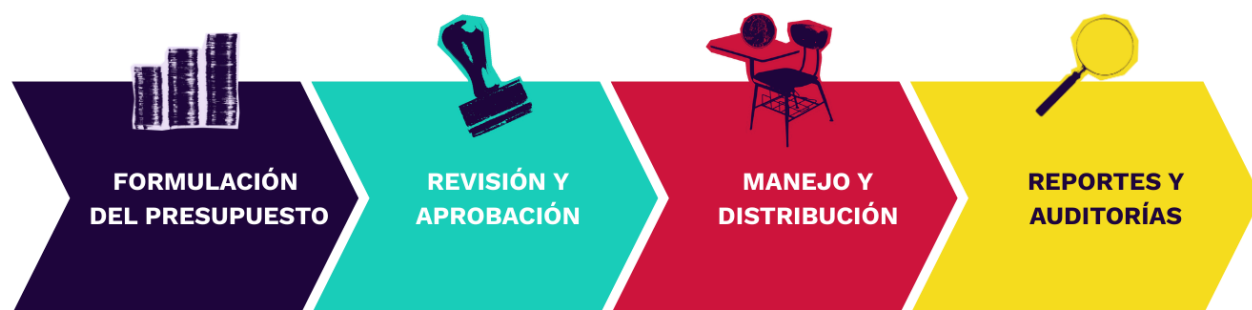 FORMULACIÓN
DEL PRESUPUESTO
REVISIÓN Y
APROBACIÓN
MANEJO Y
DISTRIBUCIÓN
REPORTES Y
AUDITORÍAS